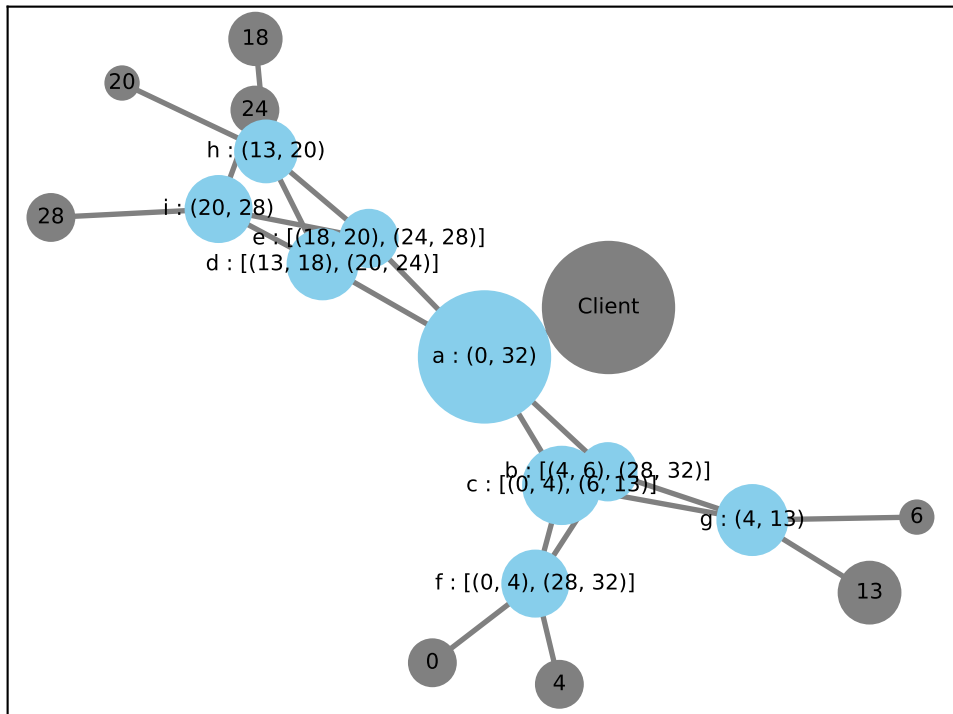 18
20
24
h : (13, 20)
i : (20, 28)
28
e : [(18, 20), (24, 28)]
d : [(13, 18), (20, 24)]
Client
a : (0, 32)
b : [(4, 6), (28, 32)]
c : [(0, 4), (6, 13)]
g : (4, 13)
6
f : [(0, 4), (28, 32)]
13
0
4